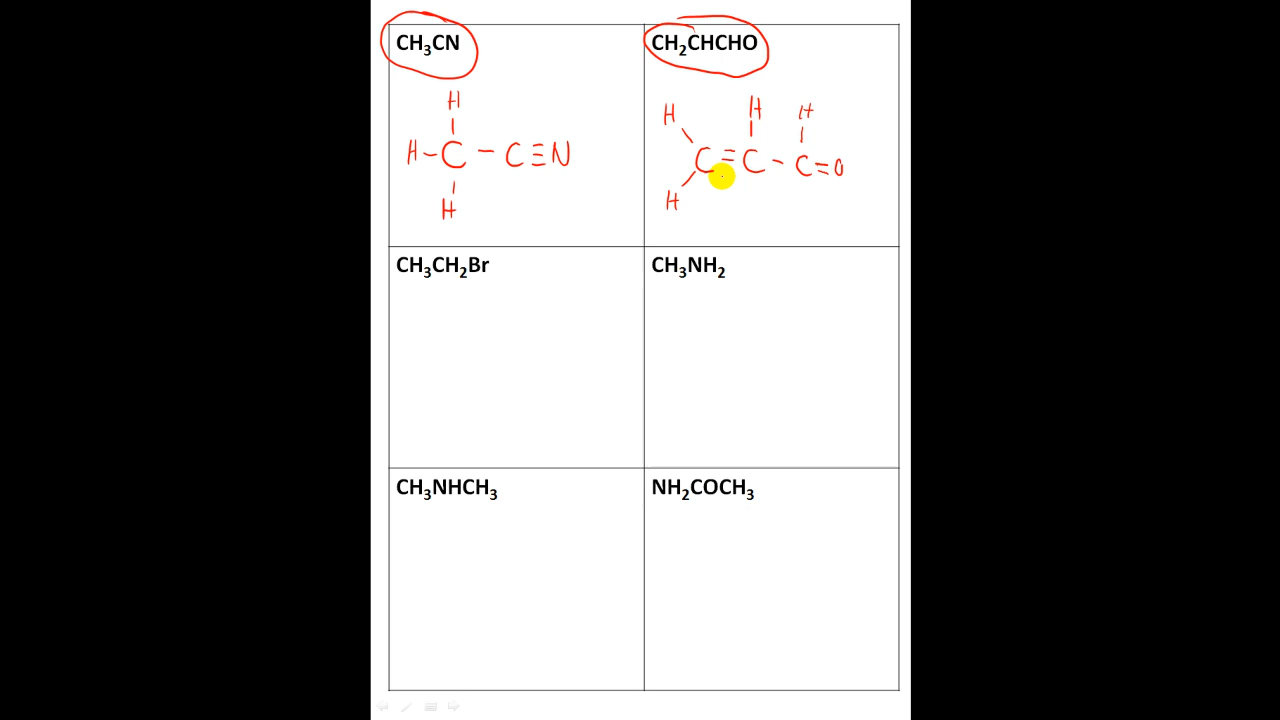 CH₃CN
H
H–C–C≡N
H
CH₂CHCHO
H H H
C=C–C=O
H
CH₃CH₂Br
CH₃NH₂
CH₃NHCH₃
NH₂COCH₃